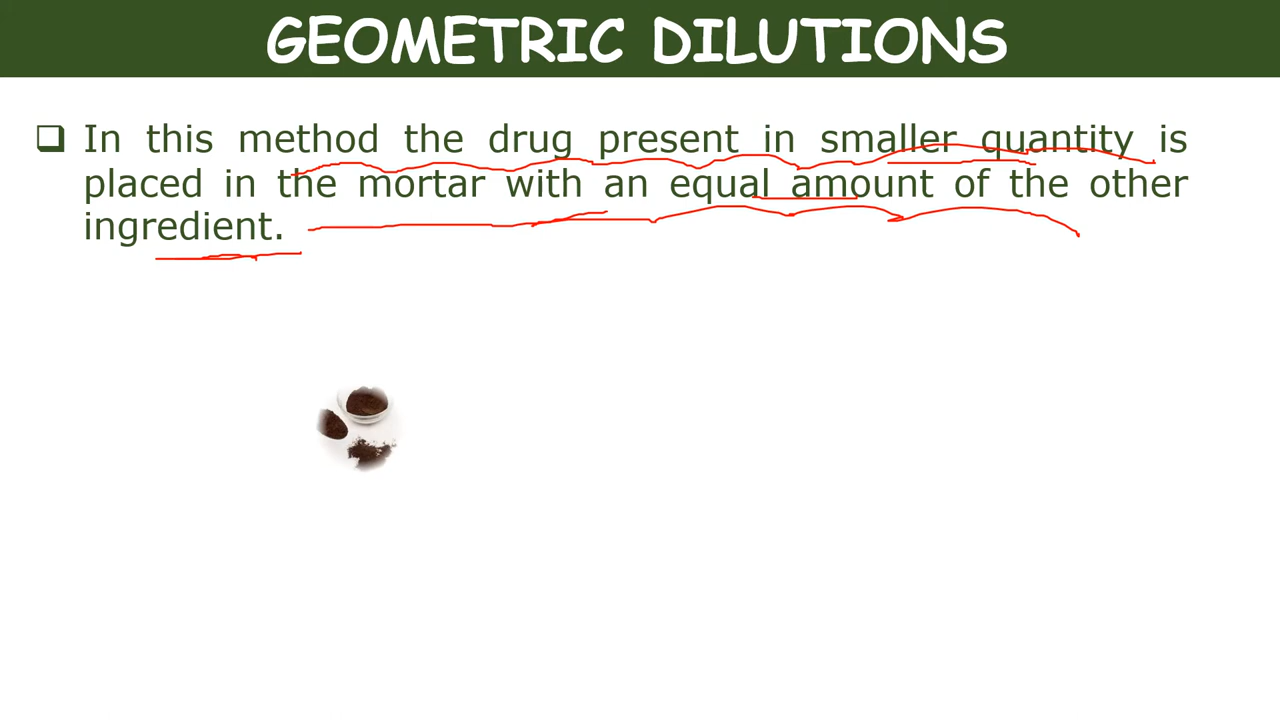 GEOMETRIC DILUTIONS
In this method the drug present in smaller quantity is
placed in the mortar with an equal amount of the other
ingredient.